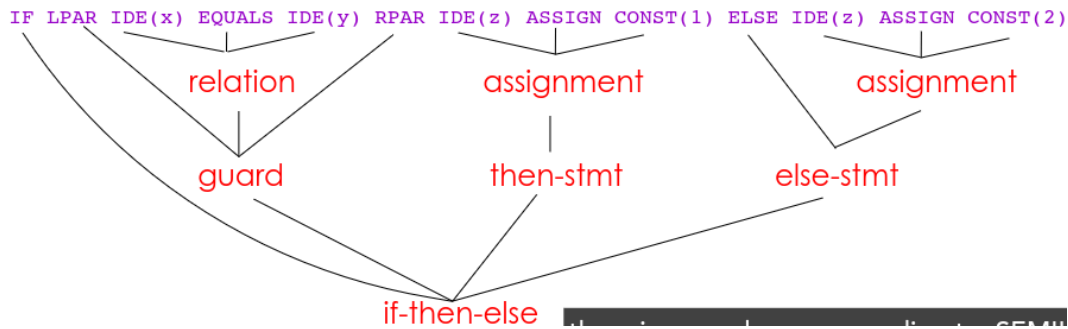 IF LPAR IDE(x) EQUALS IDE(y) RPAR IDE(z) ASSIGN CONST(1) ELSE IDE(z) ASSIGN CONST(2)
relation assignment assignment
guard then-stmt else-stmt
if-then-else